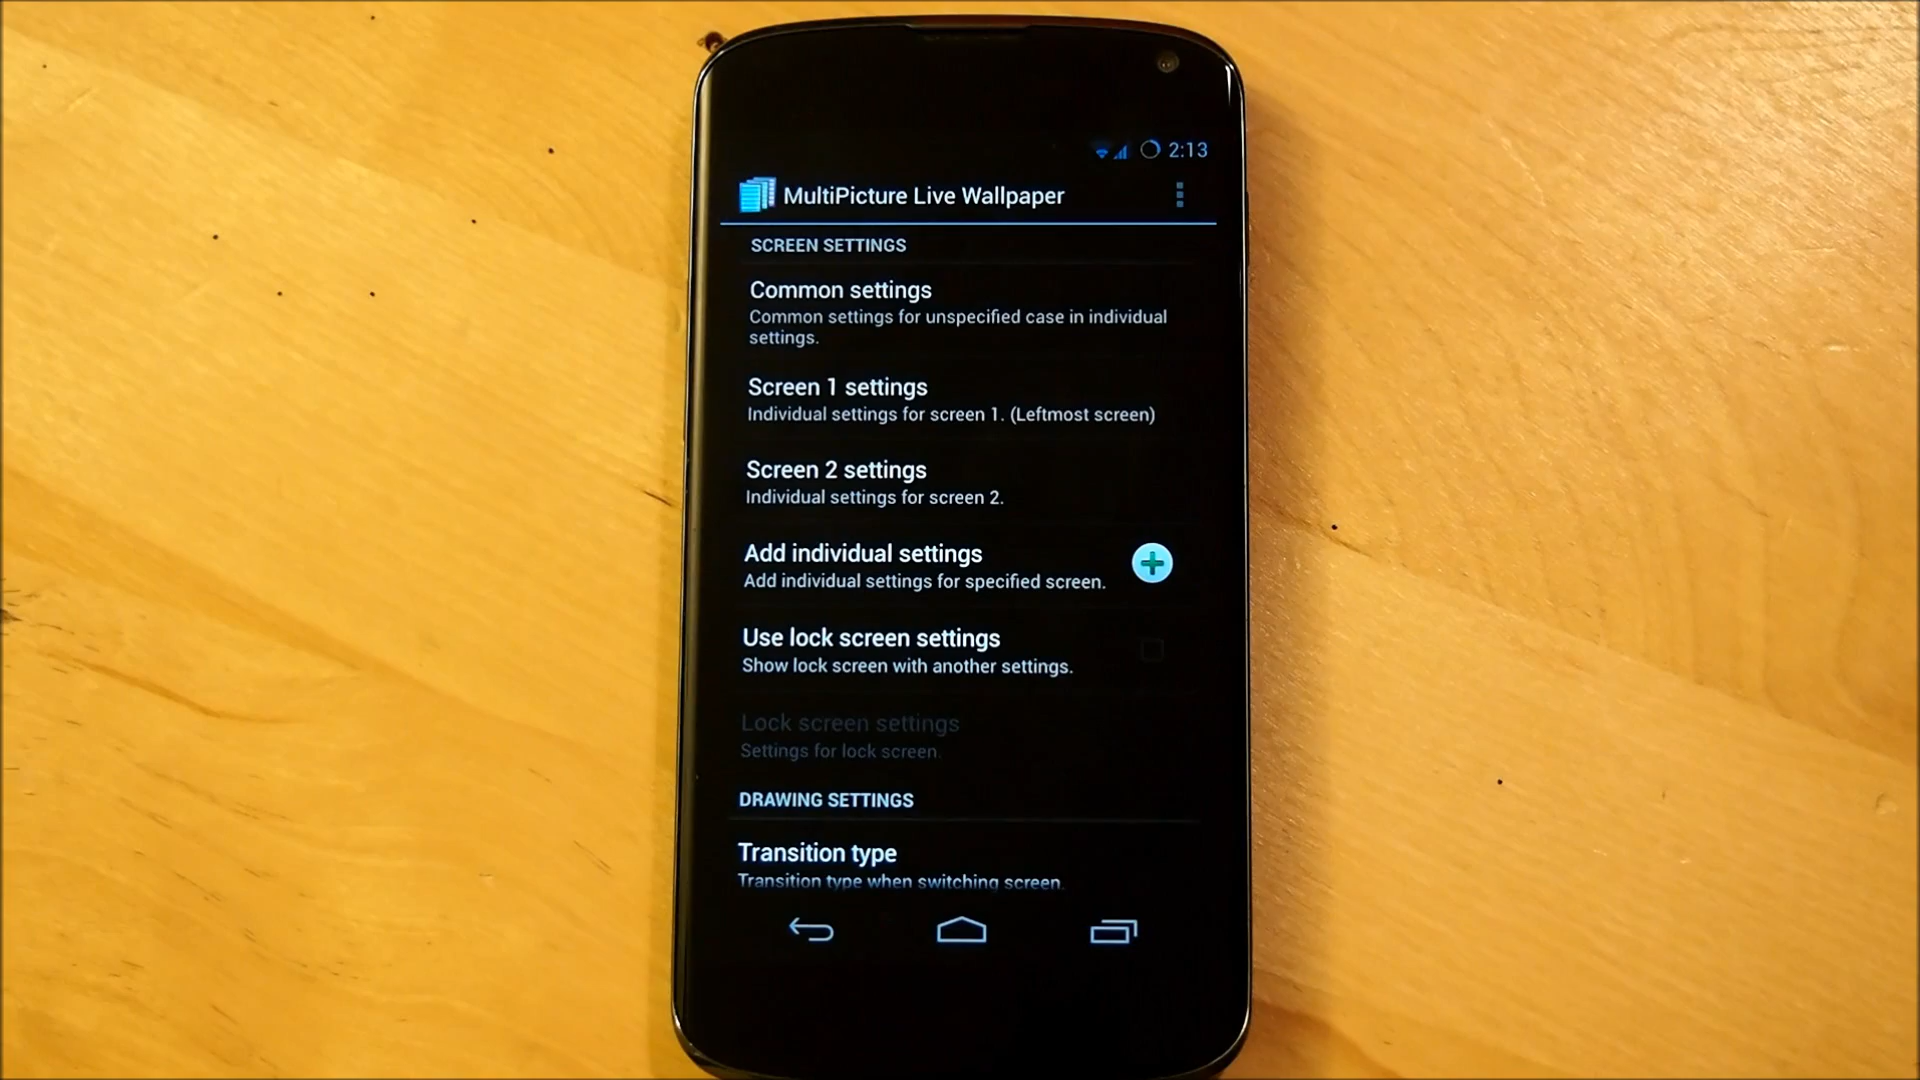 2:13
MultiPicture Live Wallpaper
SCREEN SETTINGS
Common settings
Common settings for unspecified case in individual
settings.
Screen 1 settings
Individual settings for screen 1. (Leftmost screen)
Screen 2 settings
Individual settings for screen 2.
Add individual settings
Add individual settings for specified screen.
Use lock screen settings
Show lock screen with another settings.
Lock screen settings
Settings for lock screen.
DRAWING SETTINGS
Transition type
Transition type when switching screen.